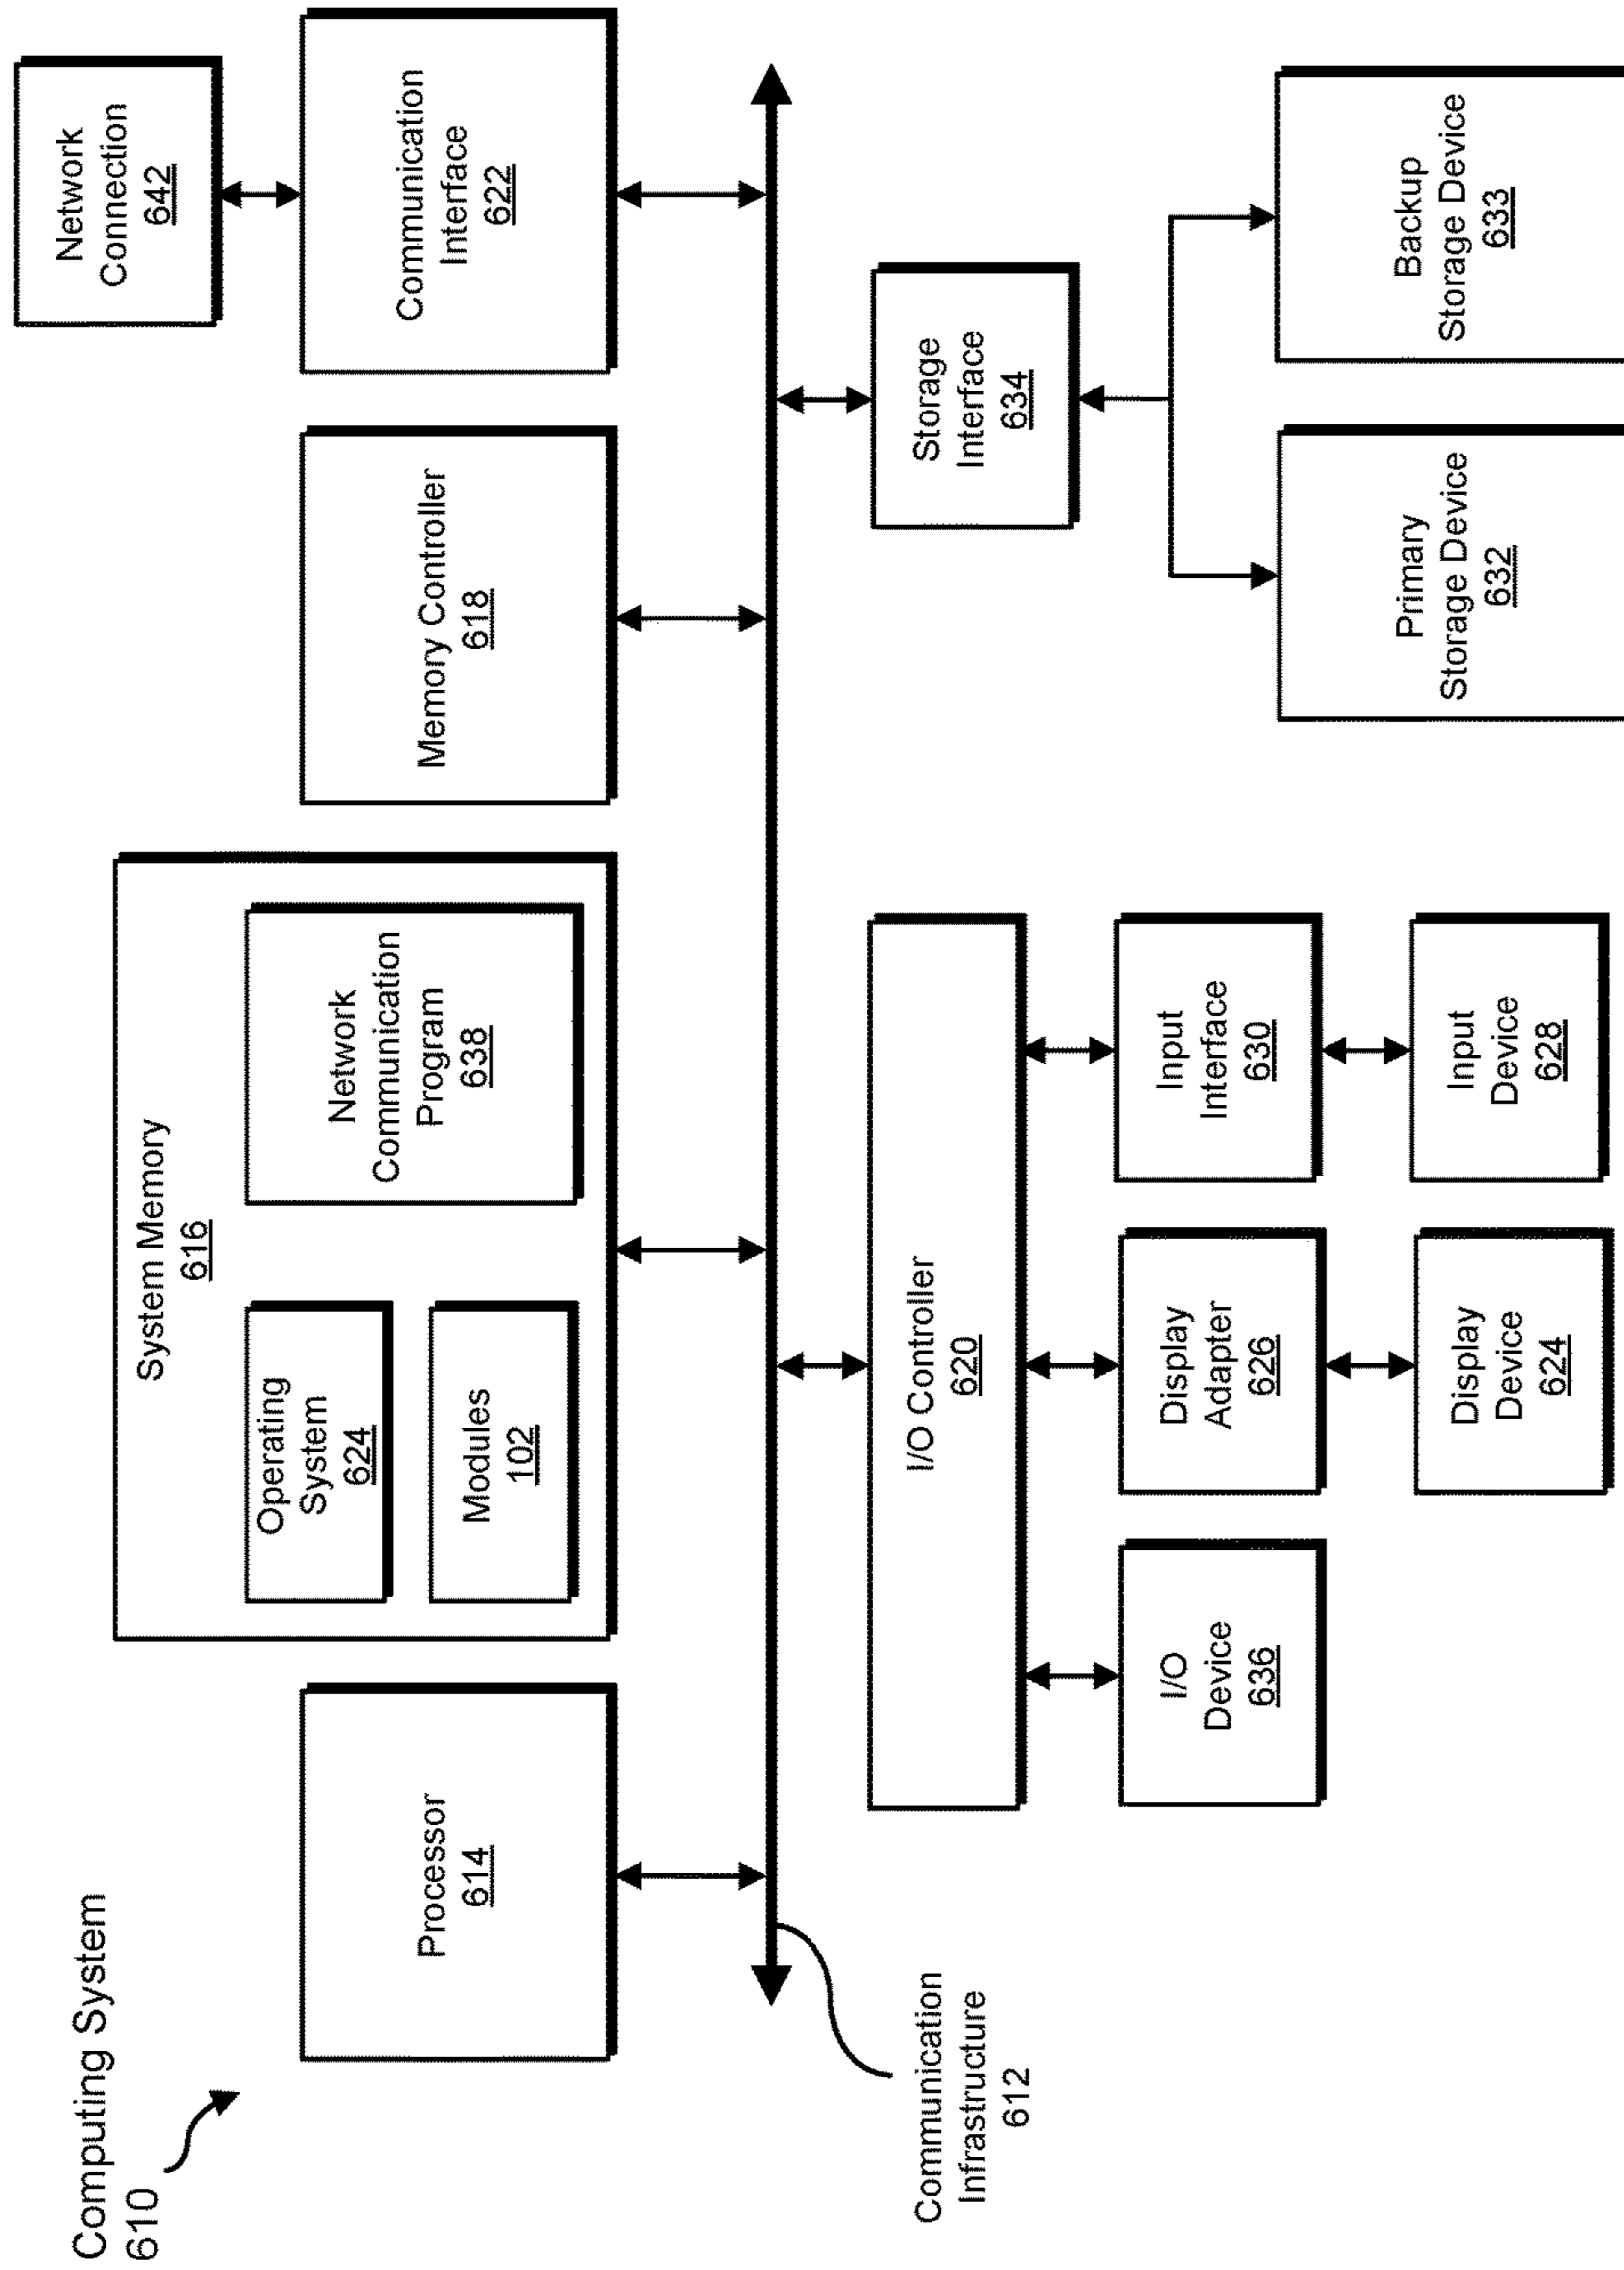 Computing System
610
Processor
614
System Memory
616
Operating
System
624
Modules
102
Network
Communication
Program
638
Memory Controller
618
Communication
Interface
622
Network
Connection
642
Communication
Infrastructure
612
I/O Controller
620
I/O
Device
636
Display
Adapter
626
Input
Interface
630
Display
Device
624
Input
Device
628
Storage
Interface
634
Primary
Storage Device
632
Backup
Storage Device
633